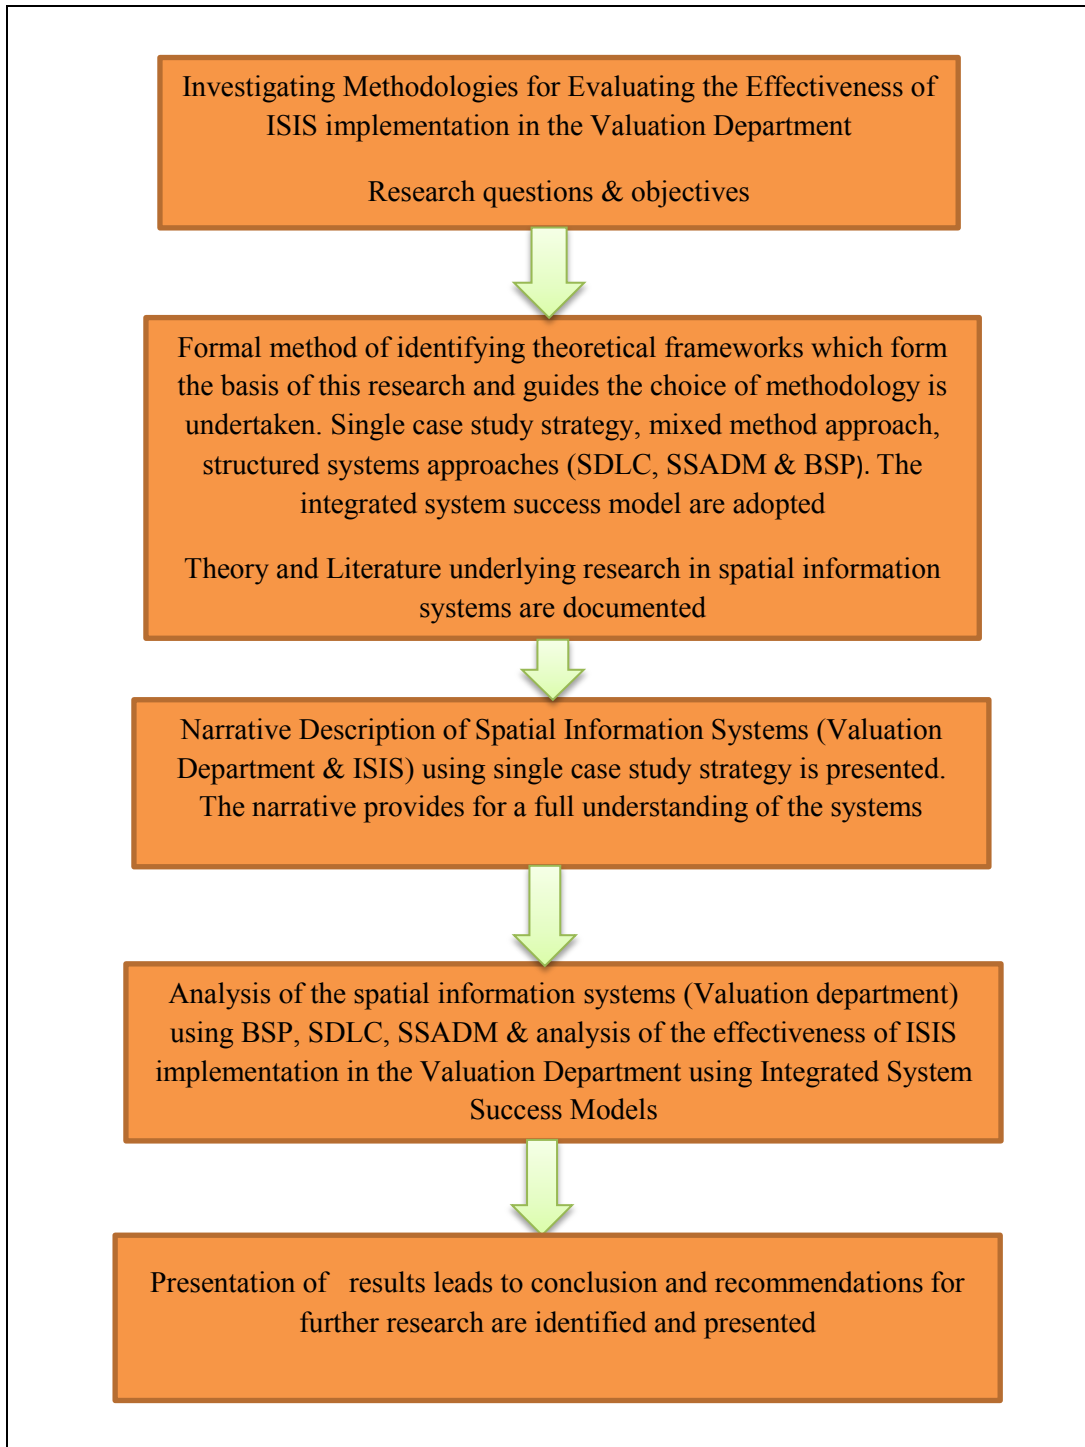 Investigating Methodologies for Evaluating the Effectiveness of
ISIS implementation in the Valuation Department
Research questions & objectives
Formal method of identifying theoretical frameworks which form
the basis of this research and guides the choice of methodology is
undertaken. Single case study strategy, mixed method approach,
structured systems approaches (SDLC, SSADM & BSP). The
integrated system success model are adopted
Theory and Literature underlying research in spatial information
systems are documented
Narrative Description of Spatial Information Systems (Valuation
Department & ISIS) using single case study strategy is presented.
The narrative provides for a full understanding of the systems
Analysis of the spatial information systems (Valuation department)
using BSP, SDLC, SSADM & analysis of the effectiveness of ISIS
implementation in the Valuation Department using Integrated System
Success Models
Presentation of   results leads to conclusion and recommendations for
further research are identified and presented